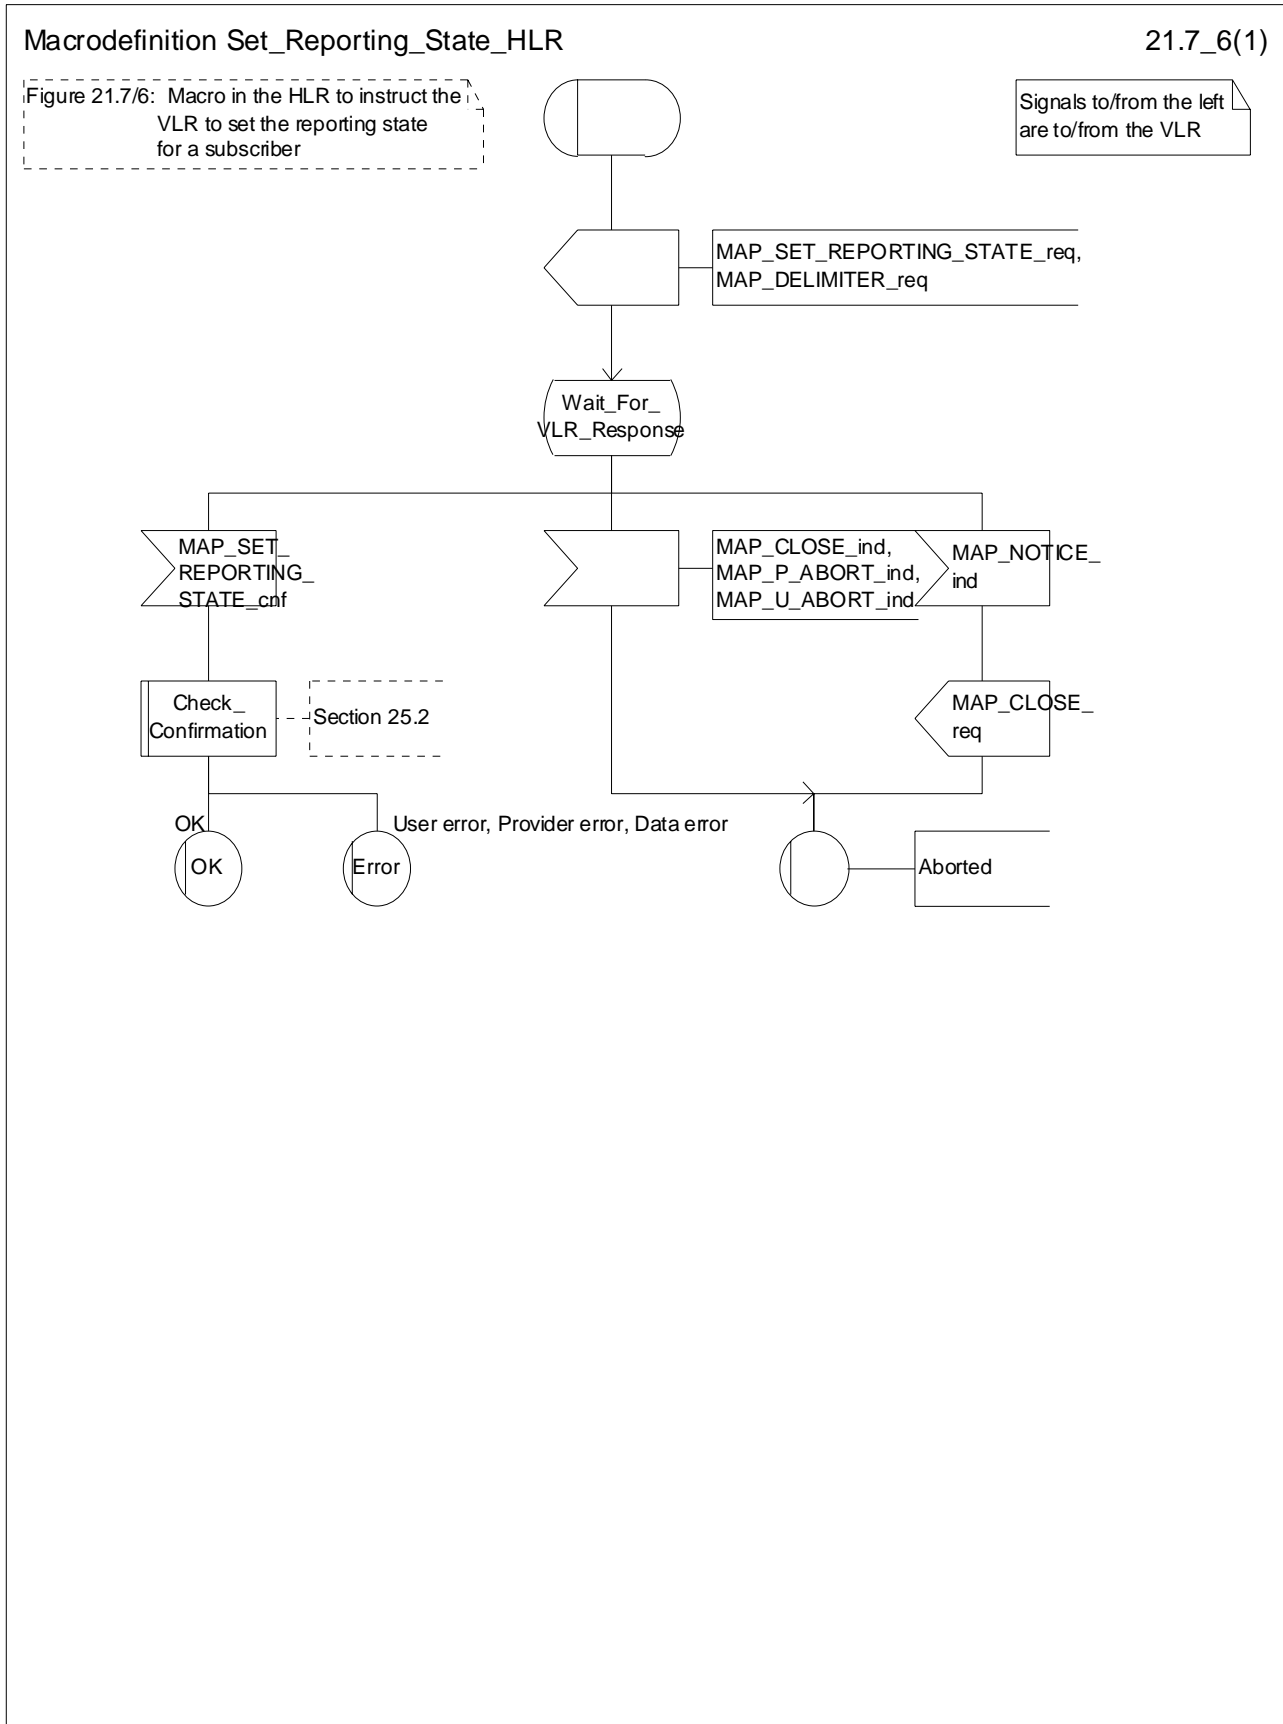 Macrodefinition Set_Reporting_State_HLR
21.7_6(1)
Figure 21.7/6: Macro in the HLR to instruct the
VLR to set the reporting state
for a subscriber
Signals to/from the left
are to/from the VLR
MAP_SET_REPORTING_STATE_req,
MAP_DELIMITER_req
Wait_For_
VLR_Response
MAP_SET_
REPORTING_
STATE_cnf
MAP_CLOSE_ind,
MAP_P_ABORT_ind,
MAP_U_ABORT_ind
MAP_NOTICE_
ind
Check_
Confirmation
Section 25.2
MAP_CLOSE_
req
OK
User error, Provider error, Data error
OK
Error
Aborted